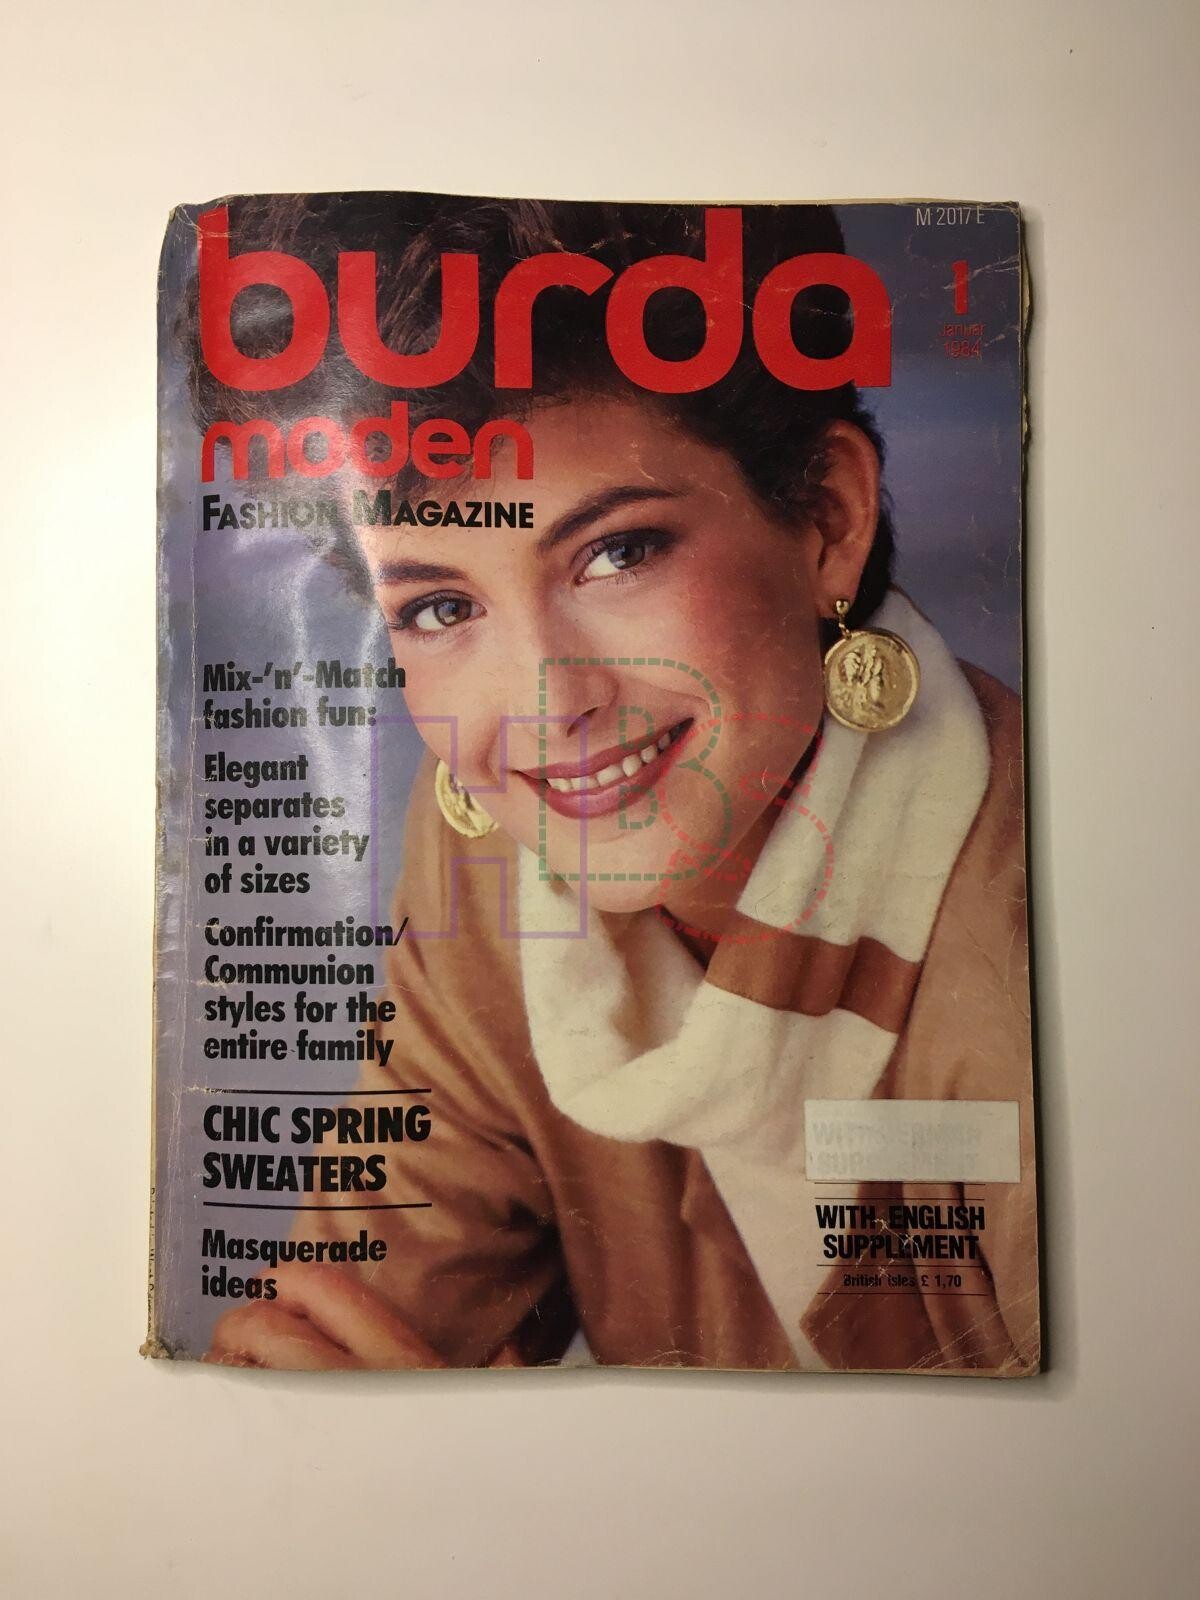 M 2017 E
burda
1
Januar
1984
moden
FASHION MAGAZINE
Mix-'n'-Match
fashion fun:
Elegant
separates
in a variety
of sizes
Confirmation/
Communion
styles for the
entire family
CHIC SPRING
SWEATERS
Masquerade
ideas
WITH ENGLISH
SUPPLEMENT
British Isles £ 1,70
HBS